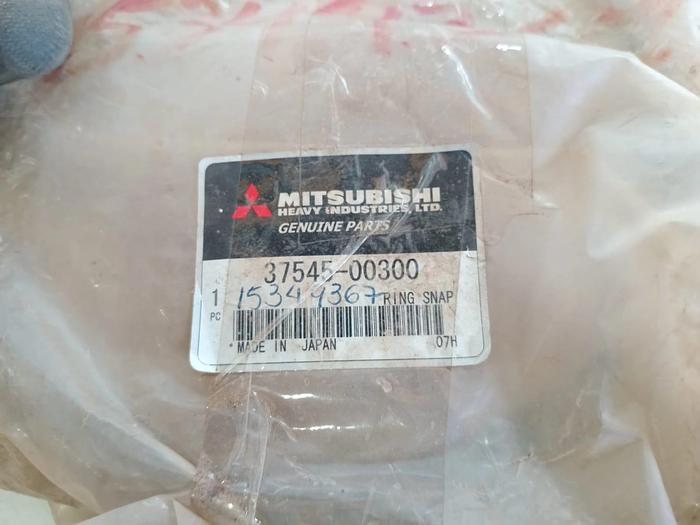 MITSUBISHI
HEAVY INDUSTRIES, LTD.
GENUINE PARTS
37545-00300
1 15349367 RING SNAP
PC
*MADE IN JAPAN 07H